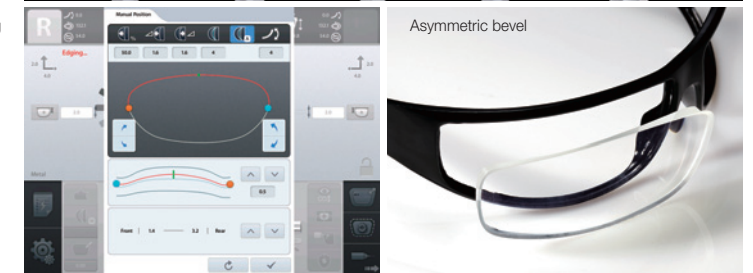 Manual Position
R
Edging...
50.0 1.6 1.6 4 4
0.5
Front 1.4 3.2 Rear
Metal
Asymmetric bevel